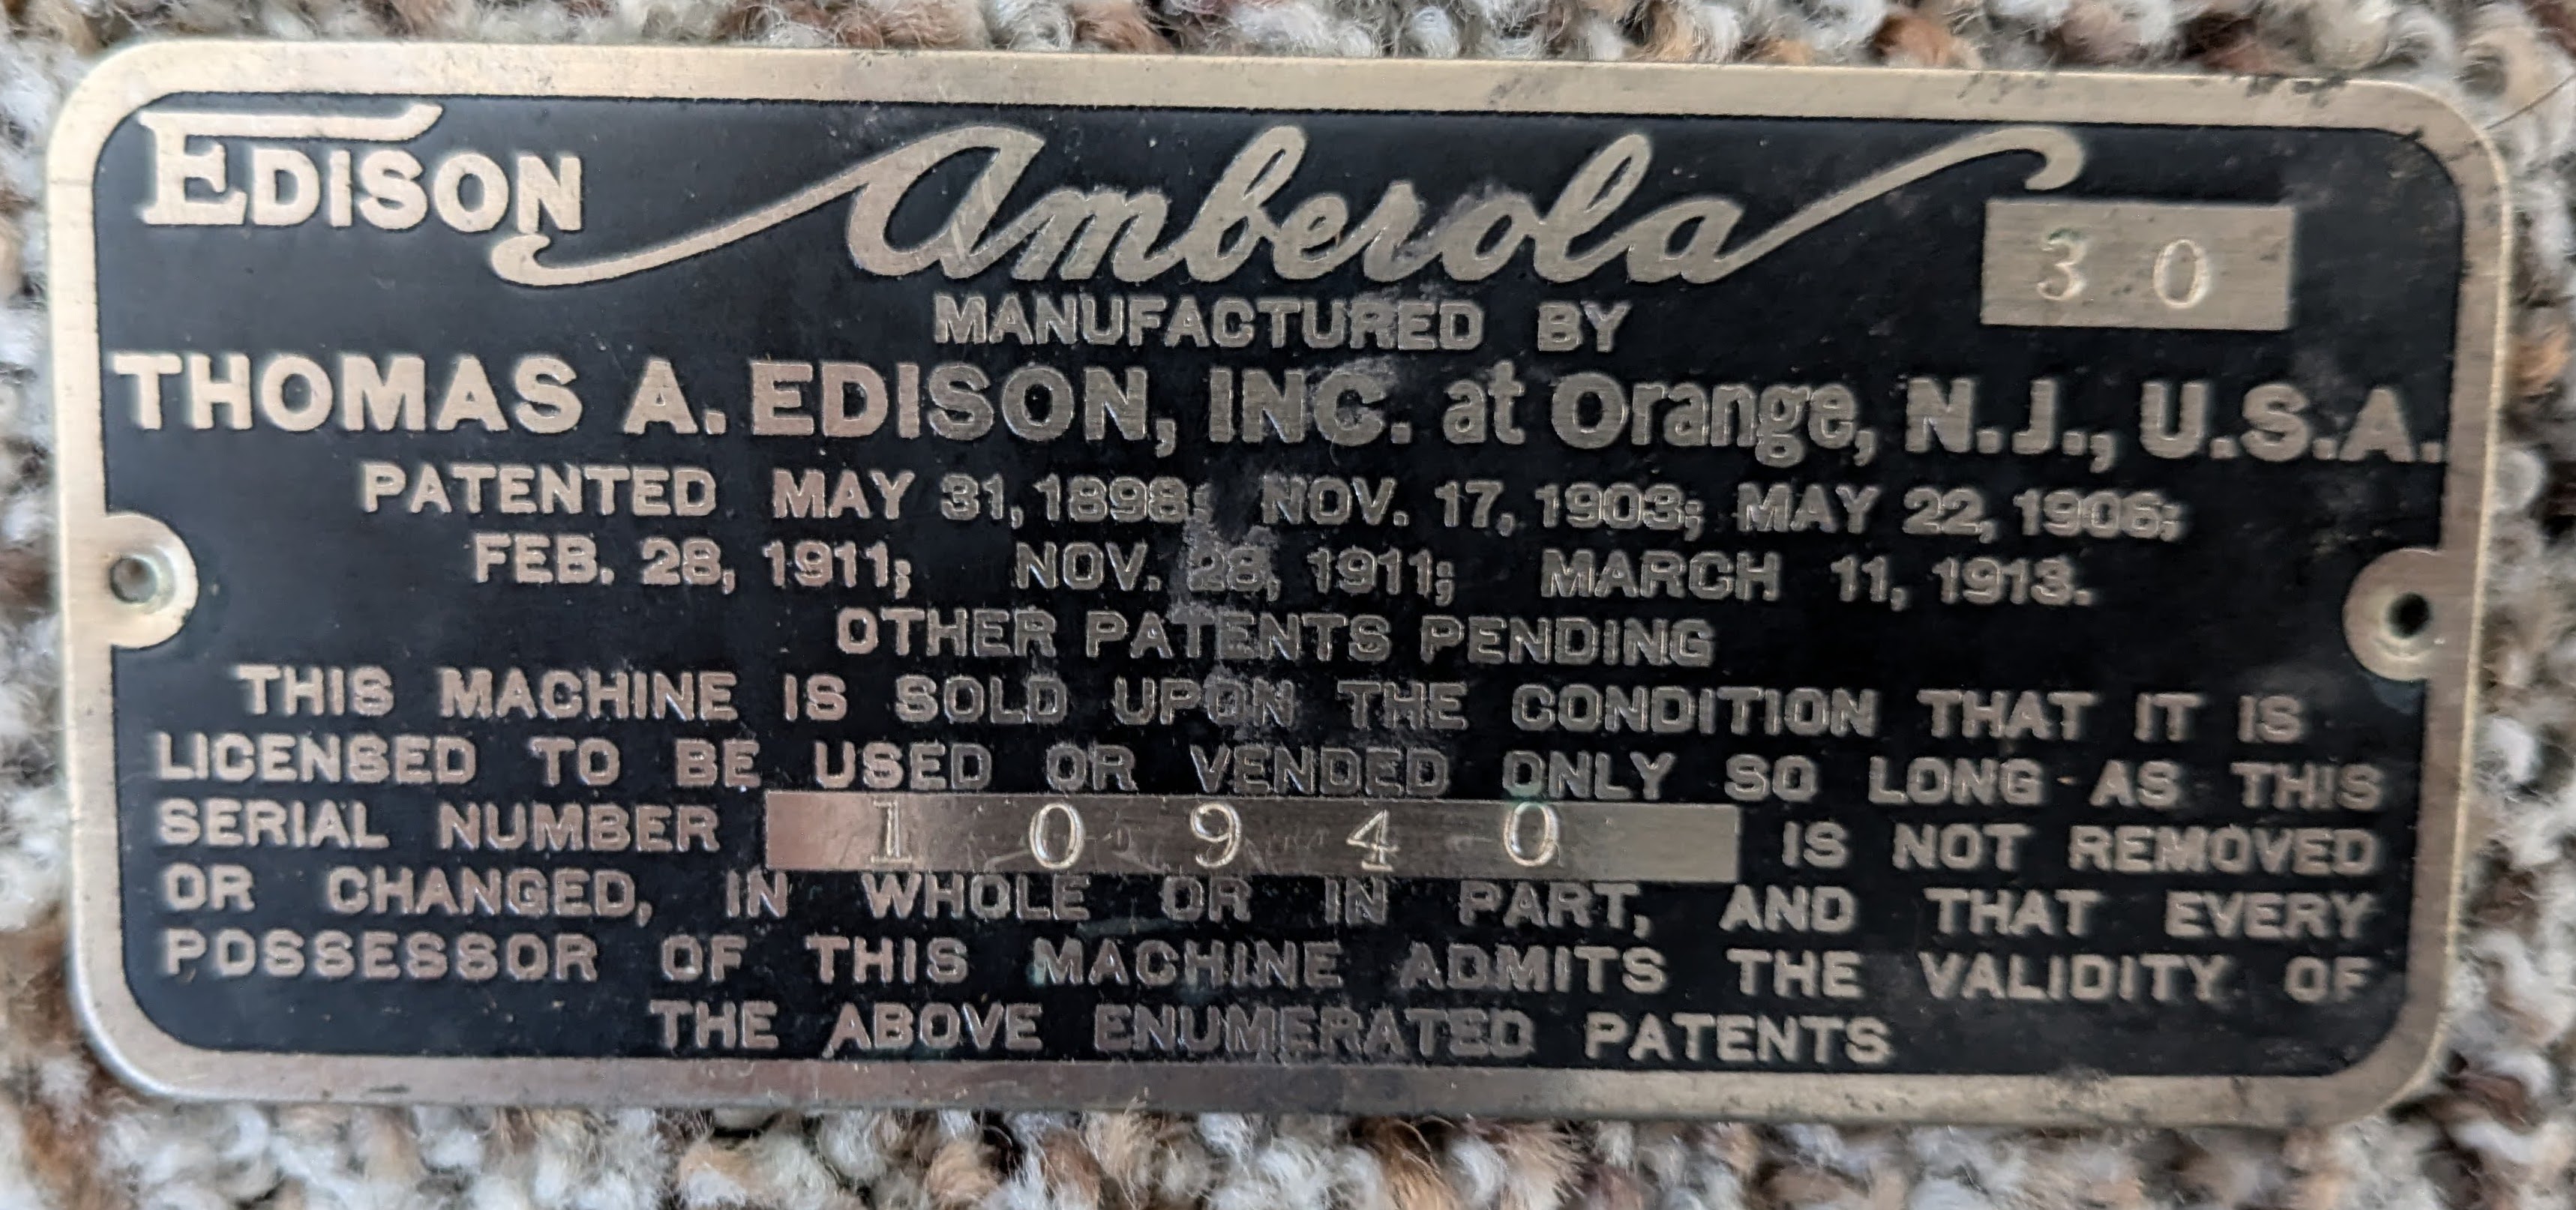 EDISON Amberola 30
MANUFACTURED BY
THOMAS A. EDISON, INC. at Orange, N.J., U.S.A.
PATENTED MAY 31, 1898; NOV. 17, 1903; MAY 22, 1906;
FEB. 28, 1911; NOV. 28, 1911; MARCH 11, 1913.
OTHER PATENTS PENDING
THIS MACHINE IS SOLD UPON THE CONDITION THAT IT IS
LICENSED TO BE USED OR VENDED ONLY SO LONG AS THIS
SERIAL NUMBER 10940 IS NOT REMOVED
OR CHANGED, IN WHOLE OR IN PART, AND THAT EVERY
POSSESSOR OF THIS MACHINE ADMITS THE VALIDITY OF
THE ABOVE ENUMERATED PATENTS